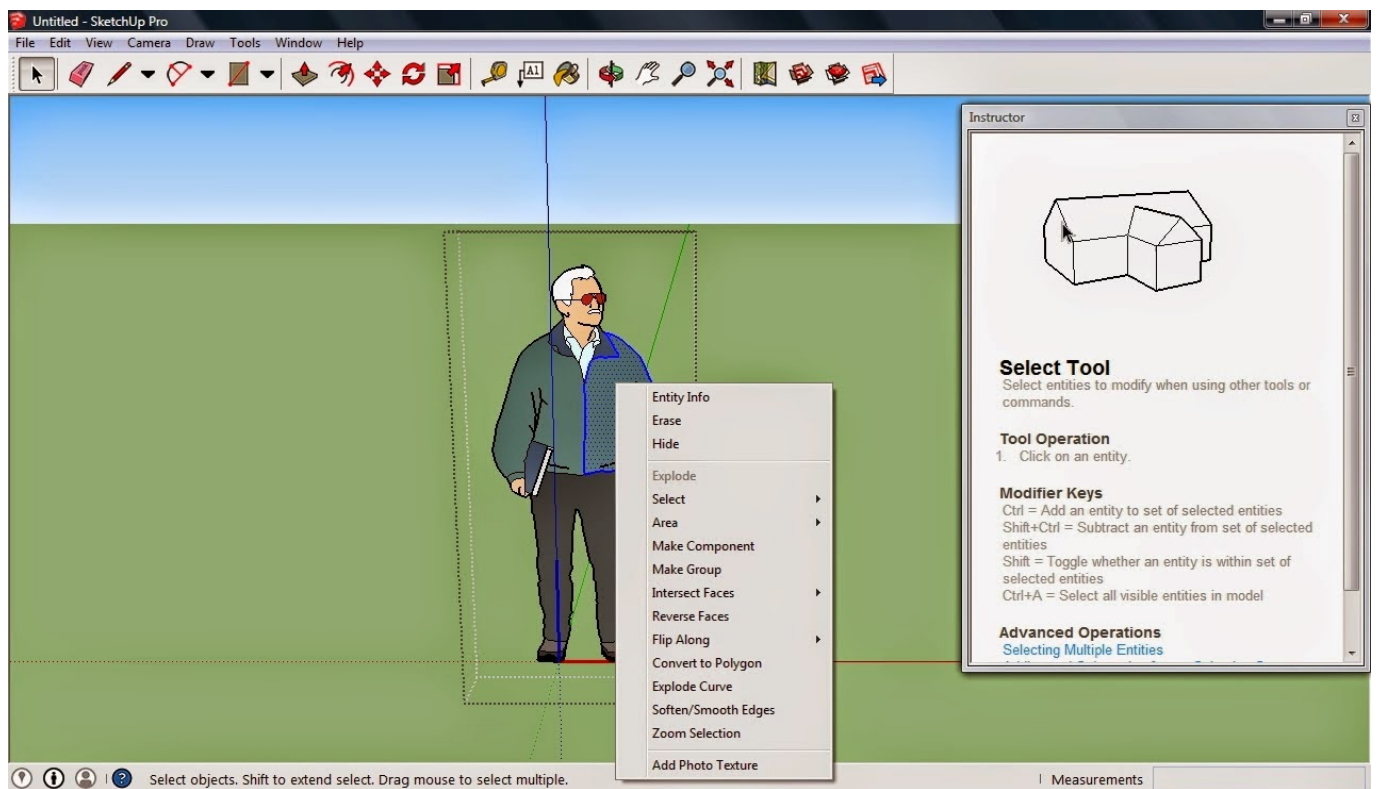 Untitled - SketchUp Pro
File Edit View Camera Draw Tools Window Help
A1
Instructor
Select Tool
Select entities to modify when using other tools or
commands.
Tool Operation
1. Click on an entity.
Modifier Keys
Ctrl = Add an entity to set of selected entities
Shift+Ctrl = Subtract an entity from set of selected
entities
Shift = Toggle whether an entity is within set of
selected entities
Ctrl+A = Select all visible entities in model
Advanced Operations
Selecting Multiple Entities
Entity Info
Erase
Hide
Explode
Select
Area
Make Component
Make Group
Intersect Faces
Reverse Faces
Flip Along
Convert to Polygon
Explode Curve
Soften/Smooth Edges
Zoom Selection
Add Photo Texture
Select objects. Shift to extend select. Drag mouse to select multiple.
Measurements